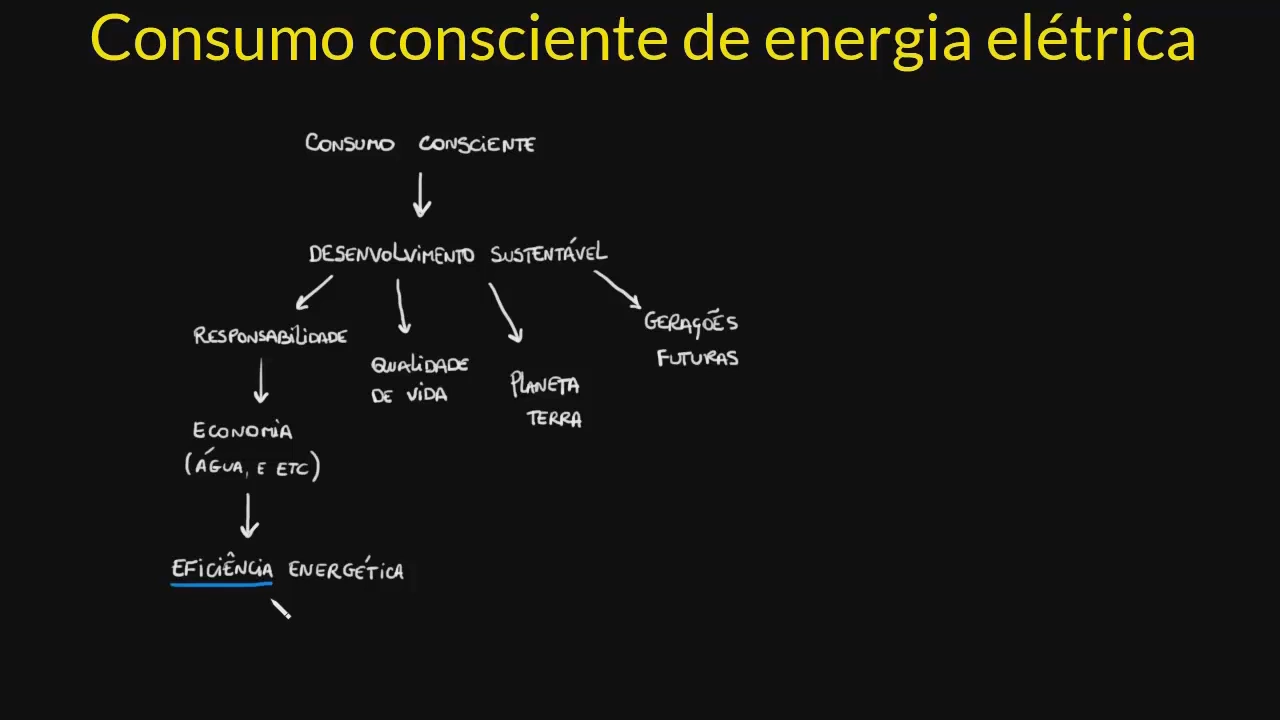 Consumo consciente de energia elétrica
CONSUMO CONSCIENTE
DESENVOLVIMENTO SUSTENTÁVEL
RESPONSABILIDADE
QUALIDADE
DE VIDA
PLANETA
TERRA
GERAÇÕES
FUTURAS
ECONOMIA
(ÁGUA, E ETC)
EFICIÊNCIA ENERGÉTICA